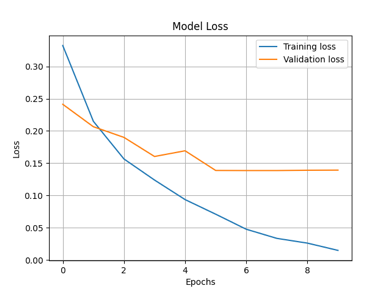 Model Loss
Training loss
Validation loss
0.30
0.25
0.20
0.15
0.10
0.05
0.00
Loss
0 2 4 6 8
Epochs